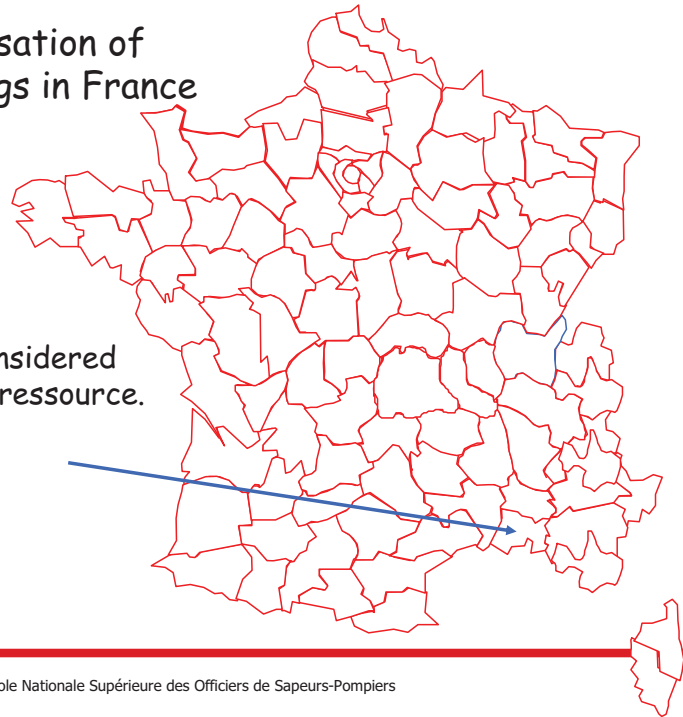 sation of
gs in France
nsidered
ressource.
ole Nationale Supérieure des Officiers de Sapeurs-Pompiers